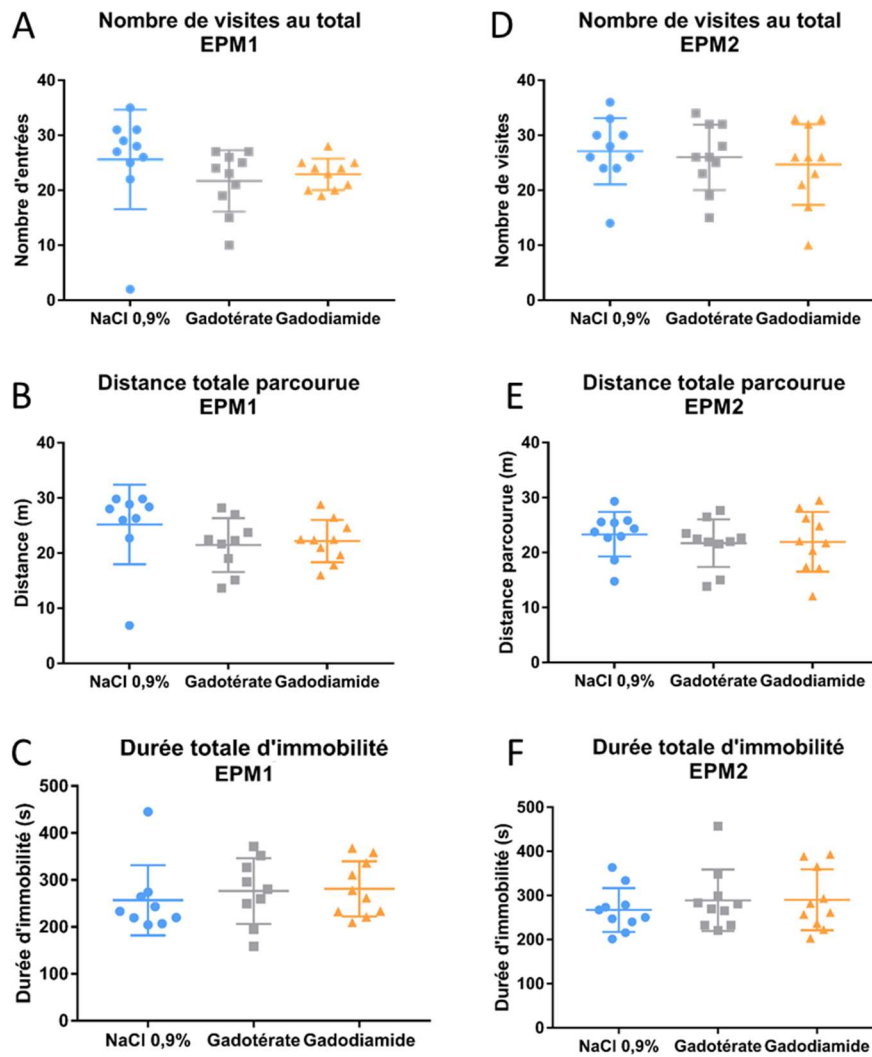 A
Nombre de visites au total
EPM1
Nombre d'entrées
40
30
20
10
0
NaCl 0,9% Gadotérate Gadodiamide
D
Nombre de visites au total
EPM2
Nombre de visites
40
30
20
10
0
NaCl 0,9% Gadotérate Gadodiamide
B
Distance totale parcourue
EPM1
Distance (m)
40
30
20
10
0
NaCl 0,9% Gadotérate Gadodiamide
E
Distance totale parcourue
EPM2
Distance parcourue (m)
40
30
20
10
0
NaCl 0,9% Gadotérate Gadodiamide
C
Durée totale d'immobilité
EPM1
Durée d'immobilité (s)
500
400
300
200
100
0
NaCl 0,9% Gadotérate Gadodiamide
F
Durée totale d'immobilité
EPM2
Durée d'immobilité (s)
500
400
300
200
100
0
NaCl 0,9% Gadotérate Gadodiamide